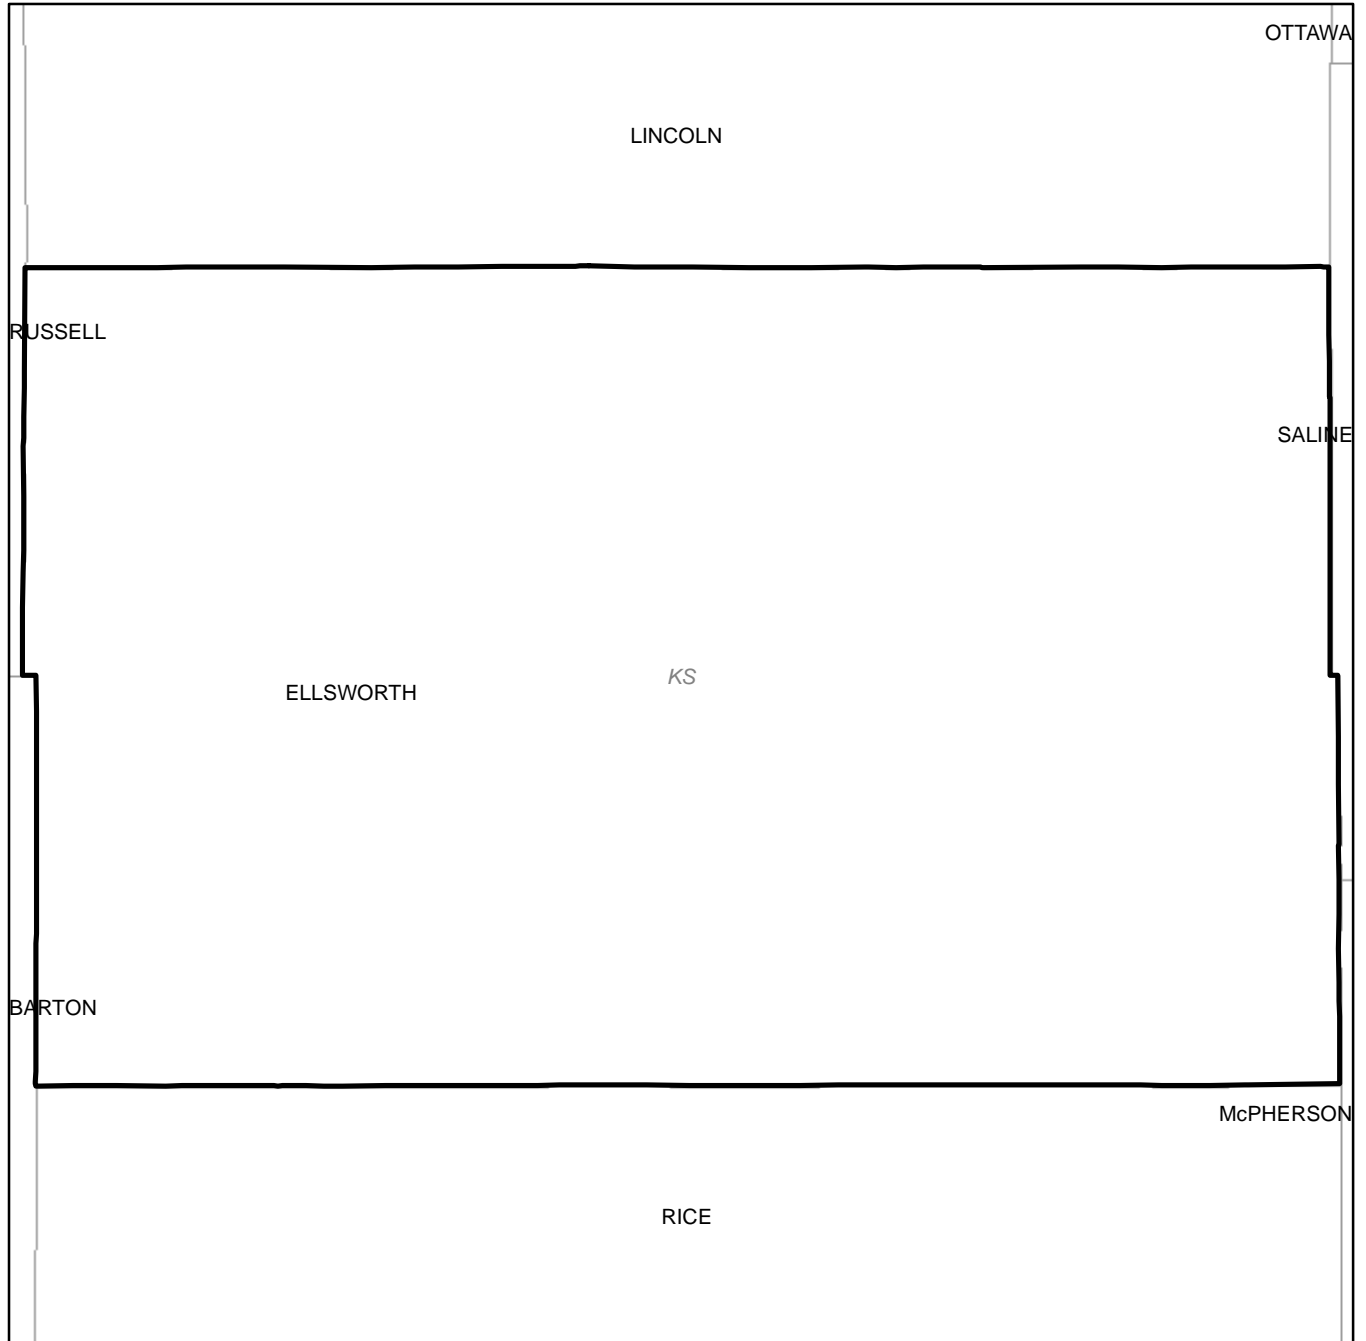 OTTAWA
LINCOLN
RUSSELL
SALINE
KS
ELLSWORTH
BARTON
McPHERSON
RICE